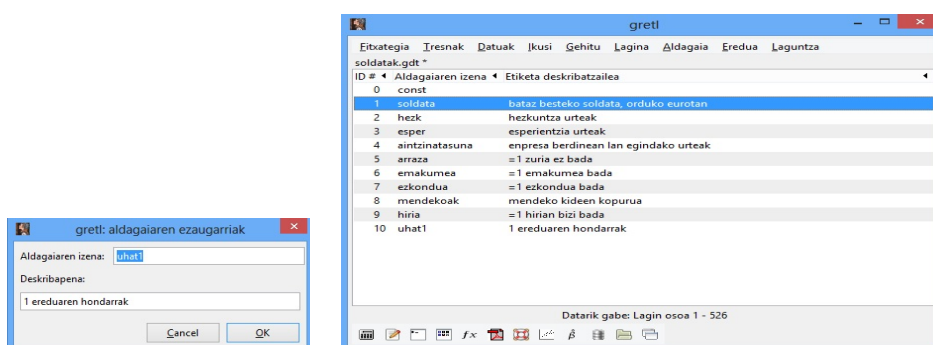 gretl: aldagaiaren ezaugarriak
Aldagaiaren izena: uhat1
Deskribapena:
1 ereduaren hondarrak
Cancel OK
gretl
Fitxategia Tresnak Datuak Ikusi Gehitu Lagina Aldagaia Eredua Laguntza
soldatak.gdt *
ID # Aldagaiaren izena Etiketa deskribatzailea
0 const
1 soldata bataz besteko soldata, orduko eurotan
2 hezk hezkuntza urteak
3 esper esperientzia urteak
4 aintzinatasuna enpresa berdinean lan egindako urteak
5 arraza =1 zuria ez bada
6 emakumea =1 emakumea bada
7 ezkondua =1 ezkondua bada
8 mendekoak mendeko kideen kopurua
9 hiria =1 hirian bizi bada
10 uhat1 1 ereduaren hondarrak
Datarik gabe: Lagin osoa 1 - 526
fx β̂